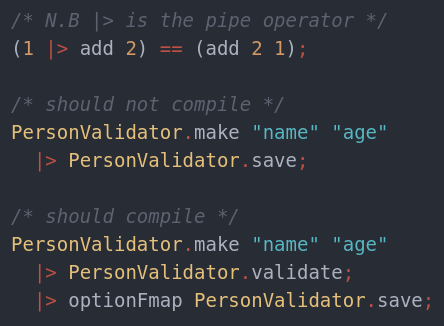 /* N.B |> is the pipe operator */
(1 |> add 2) == (add 2 1);
/* should not compile */
PersonValidator.make "name" "age"
|> PersonValidator.save;
/* should compile */
PersonValidator.make "name" "age"
|> PersonValidator.validate;
|> optionFmap PersonValidator.save;